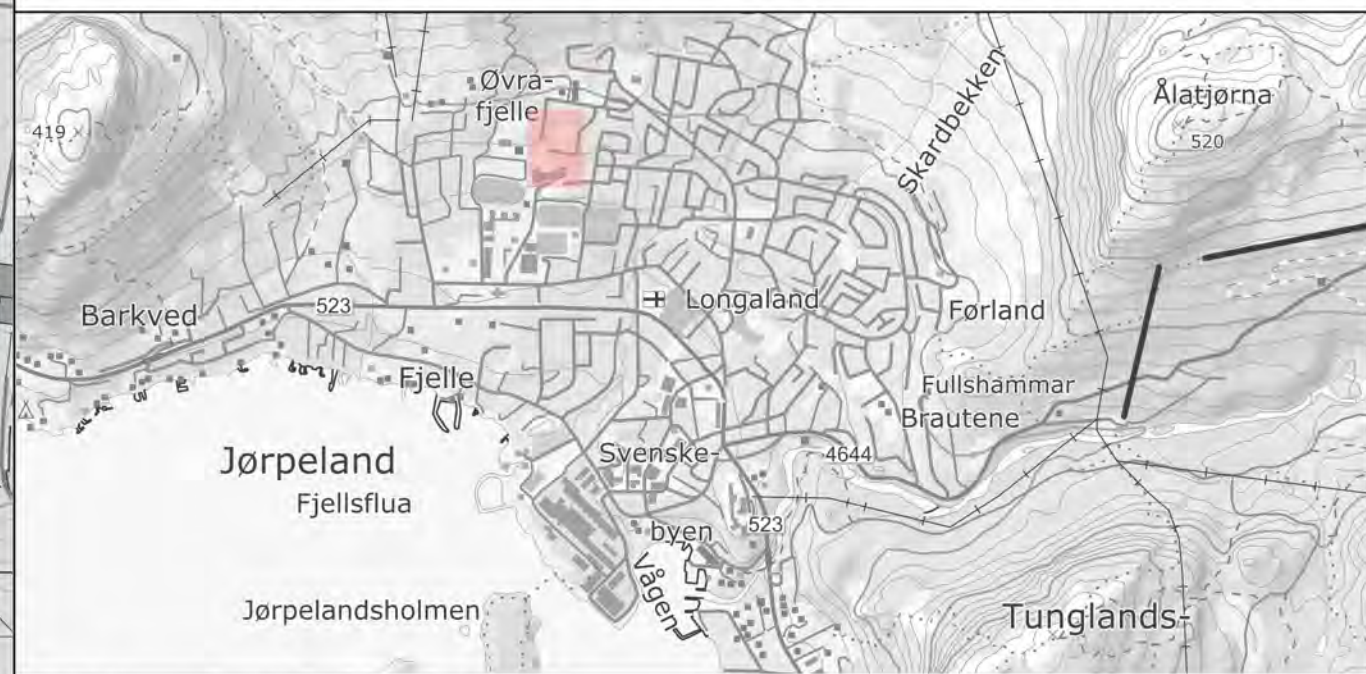 Øvra-
fjelle
Ålatjørna
520
419
Skardbekken
Barkved
523
Longaland
Førland
Fjelle
Fullshammar
Brautene
Jørpeland
Svenske-
4644
Fjellsflua
byen
523
Vågen
Jørpelandsholmen
Tunglands-